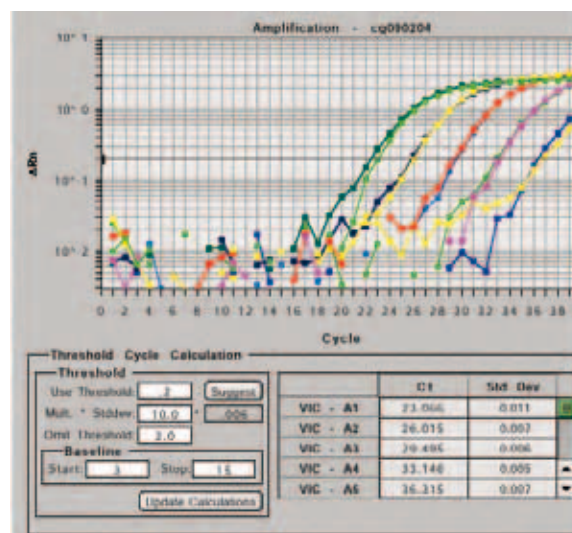 Amplification - cg090204
10^ 1
10^ 0
10^-1
10^-2
ΔRn
0 2 4 6 8 10 12 14 16 18 20 22 24 26 28 30 32 34 36 38
Cycle
Threshold Cycle Calculation
Threshold
Use Threshold: .2 Suggest
Mult. * Stddev: 10.0 * .006
Omit Threshold: 2.0
Baseline
Start: 3 Stop: 15
Update Calculations
CT Std Dev
VIC - A1 23.066 0.011
VIC - A2 26.015 0.007
VIC - A3 29.495 0.006
VIC - A4 33.140 0.005
VIC - A5 36.215 0.007